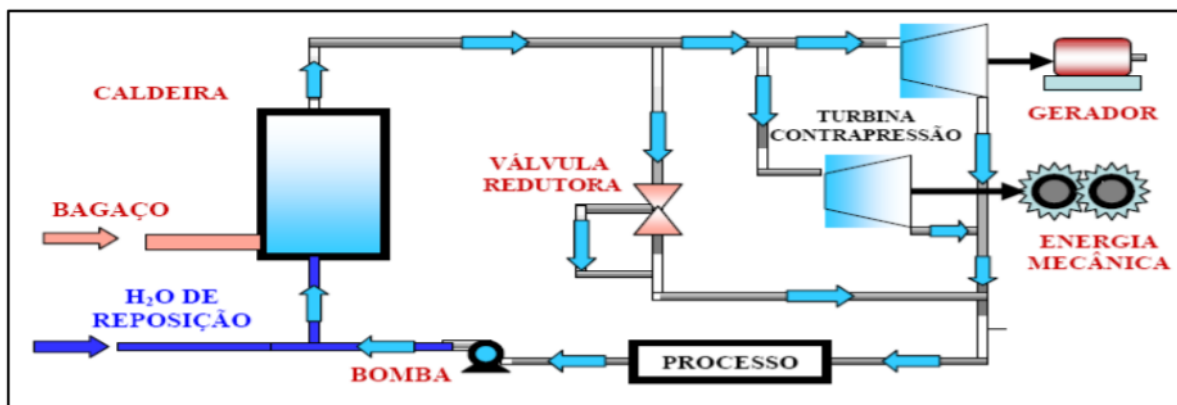 CALDEIRA
GERADOR
TURBINA
CONTRAPRESSÃO
VÁLVULA
REDUTORA
BAGAÇO
ENERGIA
MECÂNICA
H₂O DE
REPOSIÇÃO
PROCESSO
BOMBA